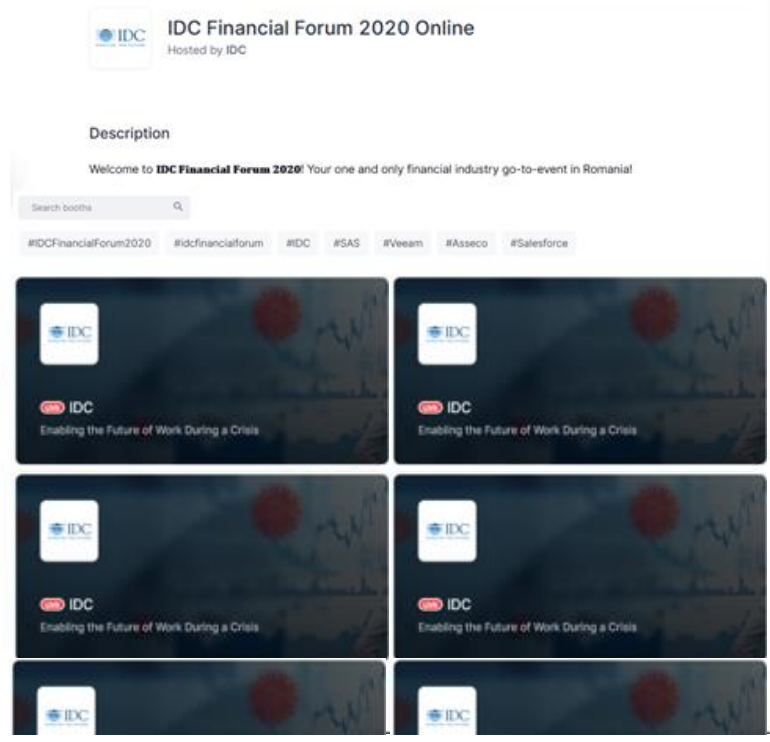 IDC
IDC Financial Forum 2020 Online
Hosted by IDC
Description
Welcome to IDC Financial Forum 2020! Your one and only financial industry go-to-event in Romania!
Search booths
#IDCFinancialForum2020 #idcfinancialforum #IDC #SAS #Veeam #Asseco #Salesforce
IDC
LIVE IDC
Enabling the Future of Work During a Crisis
IDC
LIVE IDC
Enabling the Future of Work During a Crisis
IDC
LIVE IDC
Enabling the Future of Work During a Crisis
IDC
LIVE IDC
Enabling the Future of Work During a Crisis
IDC
IDC